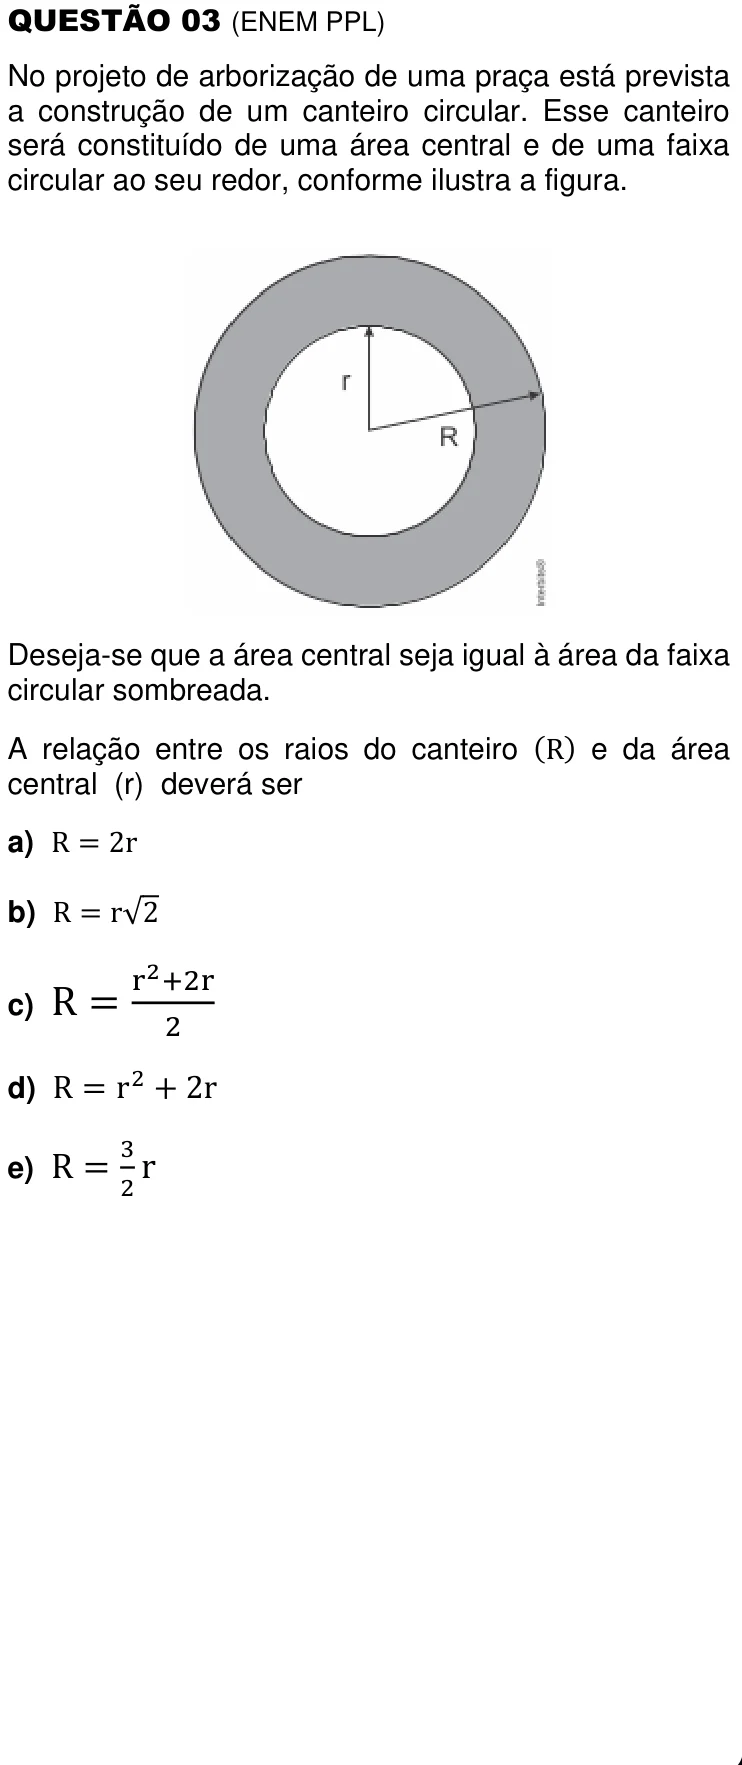 QUESTÃO 03 (ENEM PPL)
No projeto de arborização de uma praça está prevista
a construção de um canteiro circular. Esse canteiro
será constituído de uma área central e de uma faixa
circular ao seu redor, conforme ilustra a figura.
r
R
Interbits®
Deseja-se que a área central seja igual à área da faixa
circular sombreada.
A relação entre os raios do canteiro (R) e da área
central (r) deverá ser
a) R = 2r
b) R = r√2
c) R = \frac{r²+2r}{2}
d) R = r² + 2r
e) R = \frac{3}{2} r